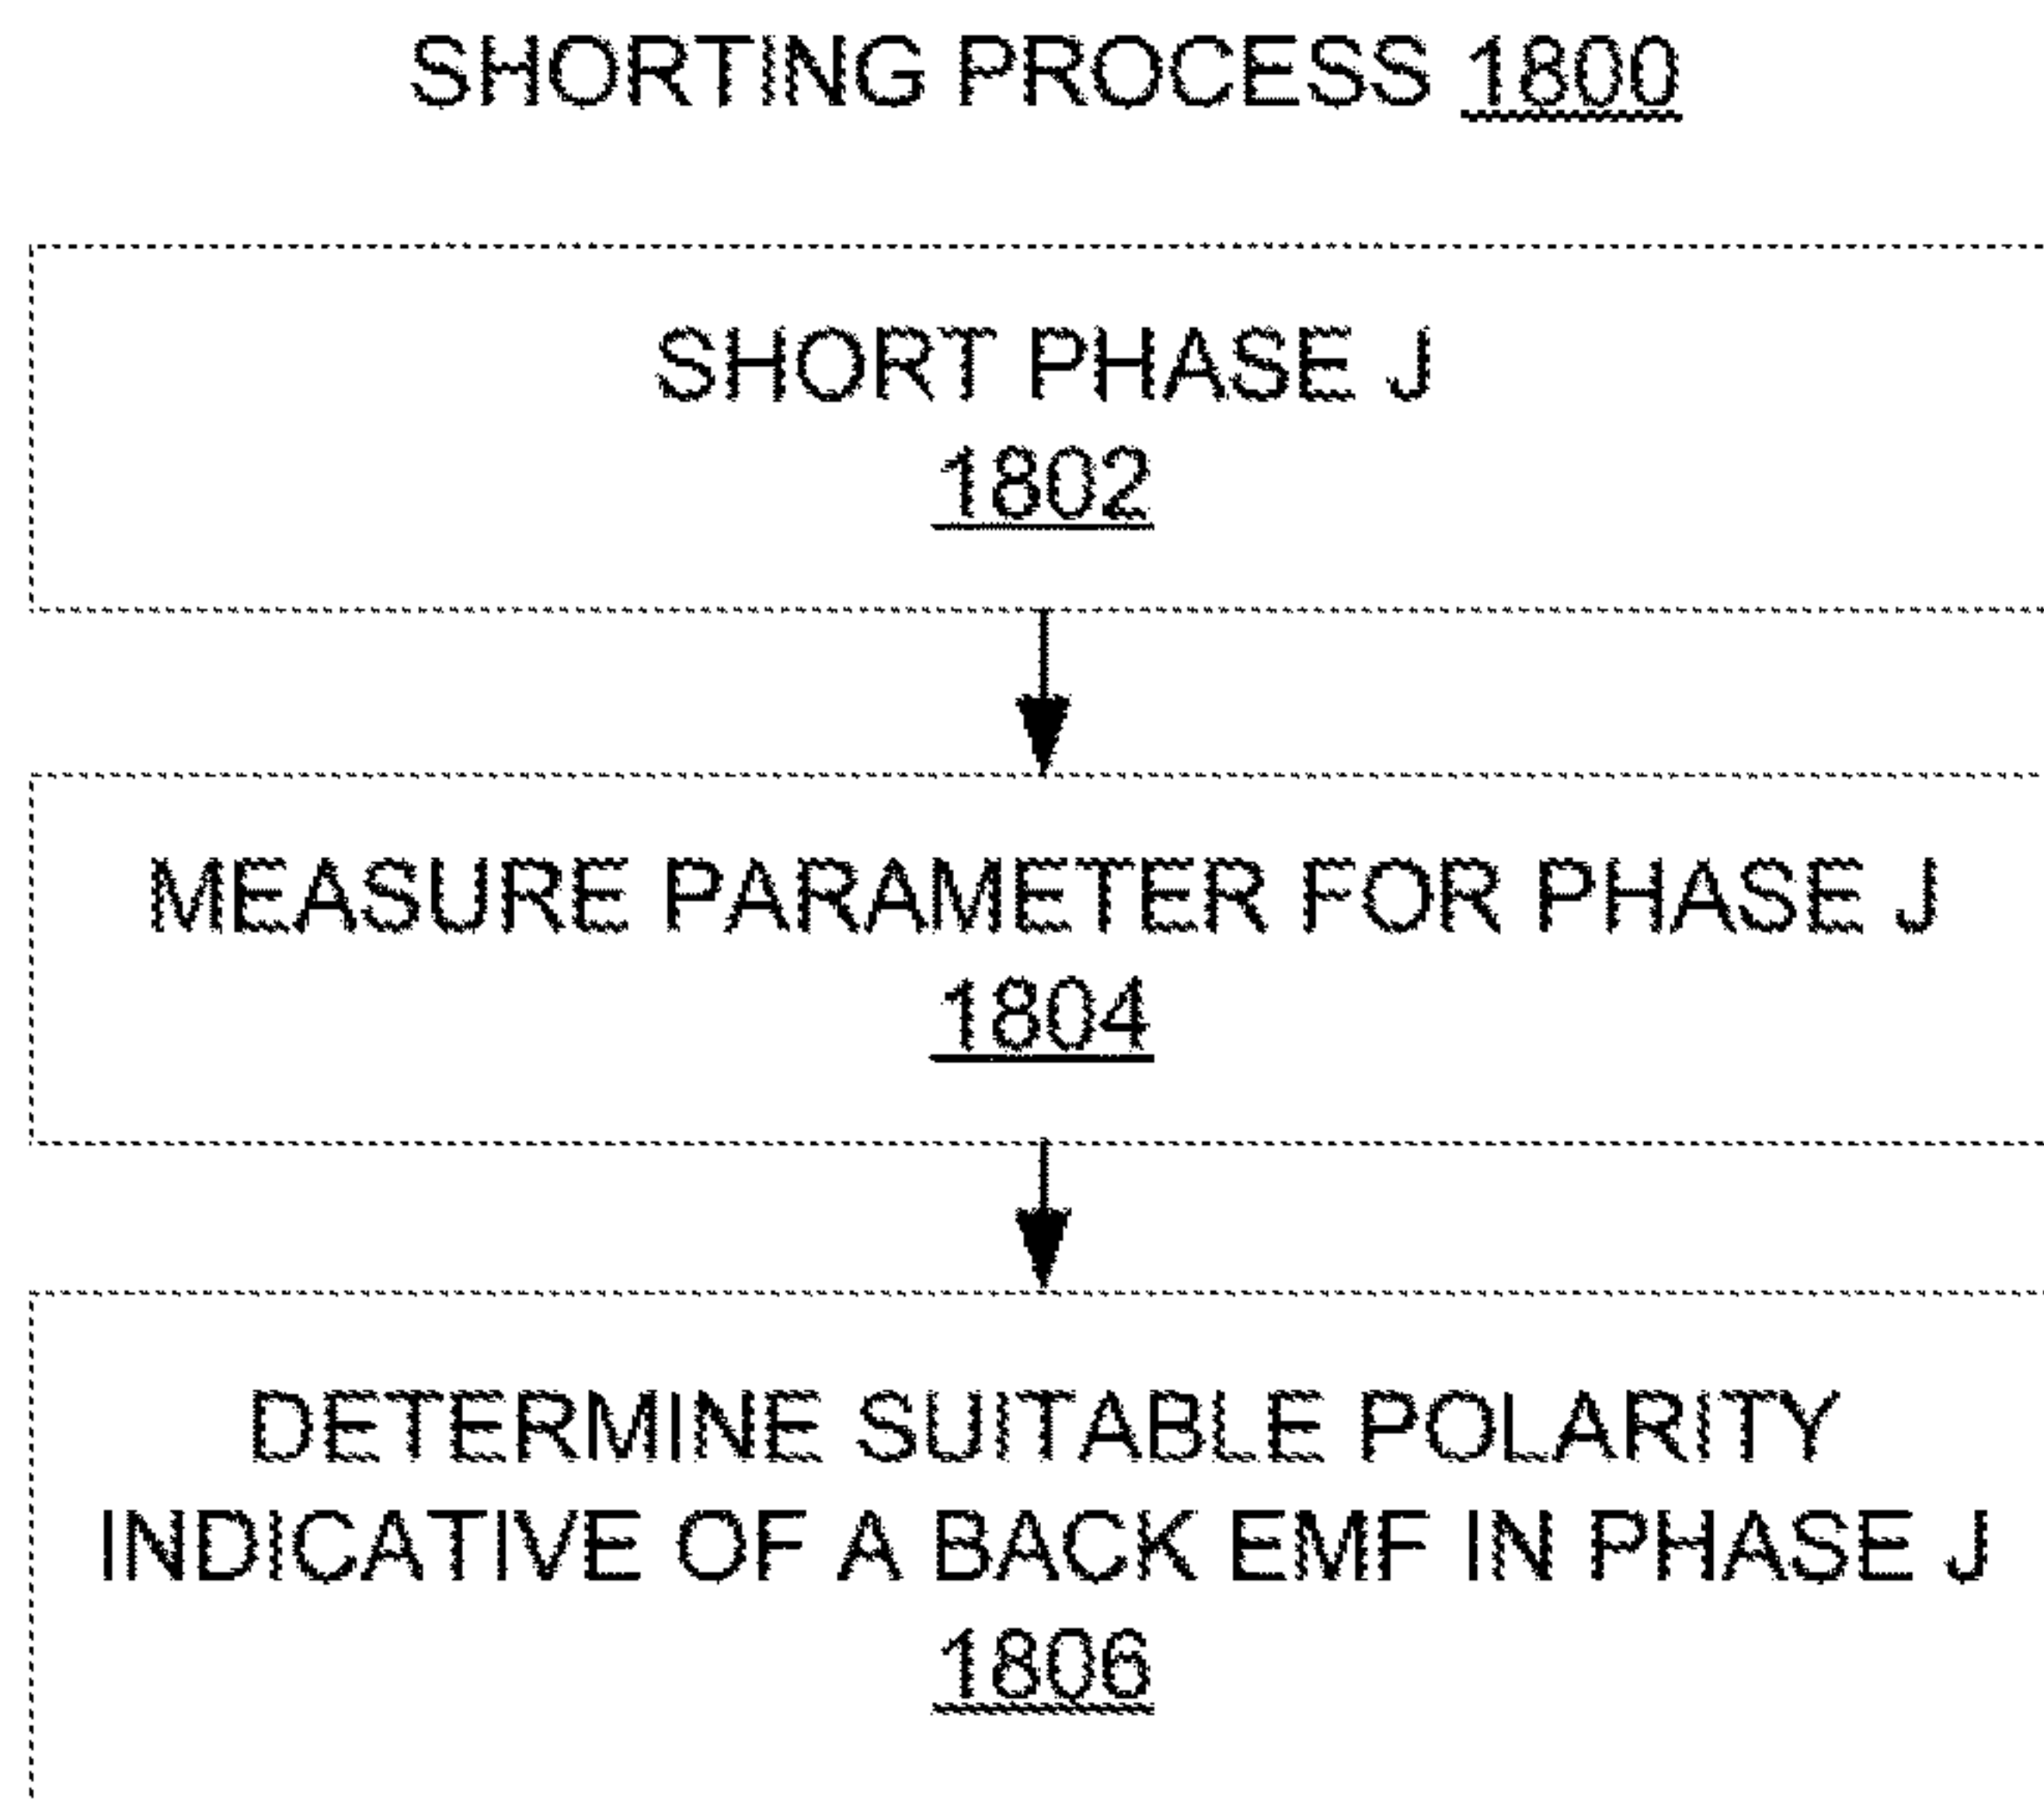 SHORTING PROCESS 1800
SHORT PHASE J
1802
MEASURE PARAMETER FOR PHASE J
1804
DETERMINE SUITABLE POLARITY
INDICATIVE OF A BACK EMF IN PHASE J
1806